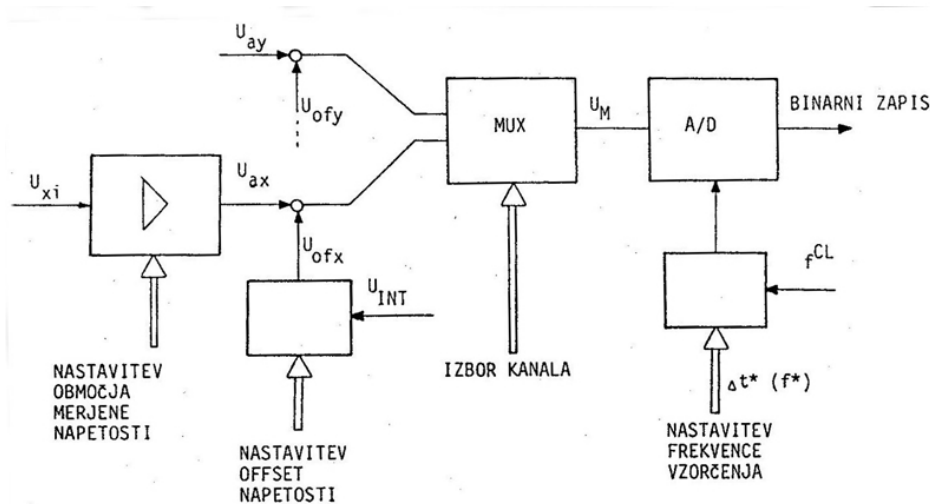 U_ay
U_ofy
MUX
U_M
A/D
BINARNI ZAPIS
U_xi
U_ax
U_ofx
U_INT
f^CL
NASTAVITEV
OBMOČJA
MERJENE
NAPETOSTI
NASTAVITEV
OFFSET
NAPETOSTI
IZBOR KANALA
Δt* (f*)
NASTAVITEV
FREKVENCE
VZORČENJA